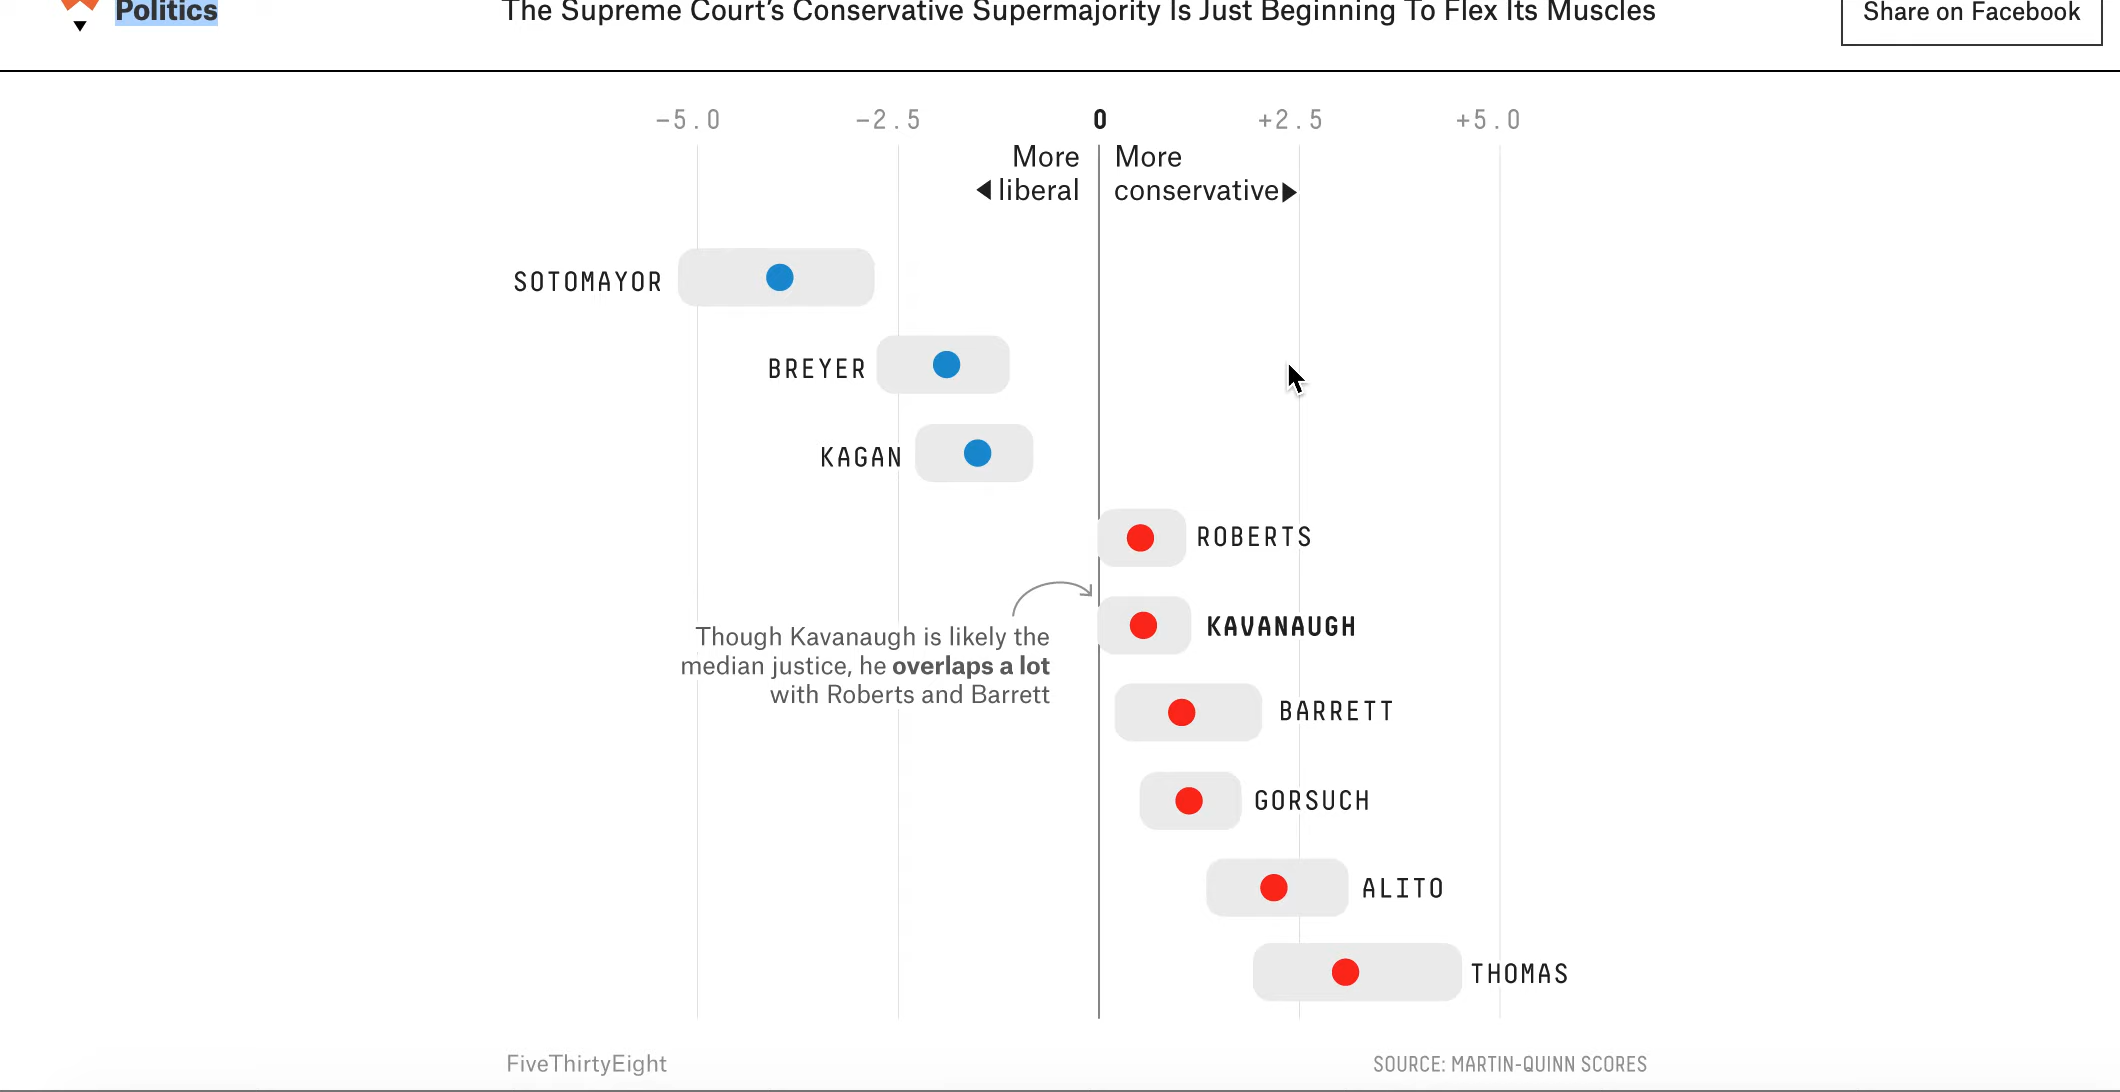 Politics
The Supreme Court’s Conservative Supermajority Is Just Beginning To Flex Its Muscles
Share on Facebook
−5.0
−2.5
0
+2.5
+5.0
More
liberal
More
conservative
SOTOMAYOR
BREYER
KAGAN
ROBERTS
KAVANAUGH
Though Kavanaugh is likely the
median justice, he overlaps a lot
with Roberts and Barrett
BARRETT
GORSUCH
ALITO
THOMAS
FiveThirtyEight
SOURCE: MARTIN-QUINN SCORES